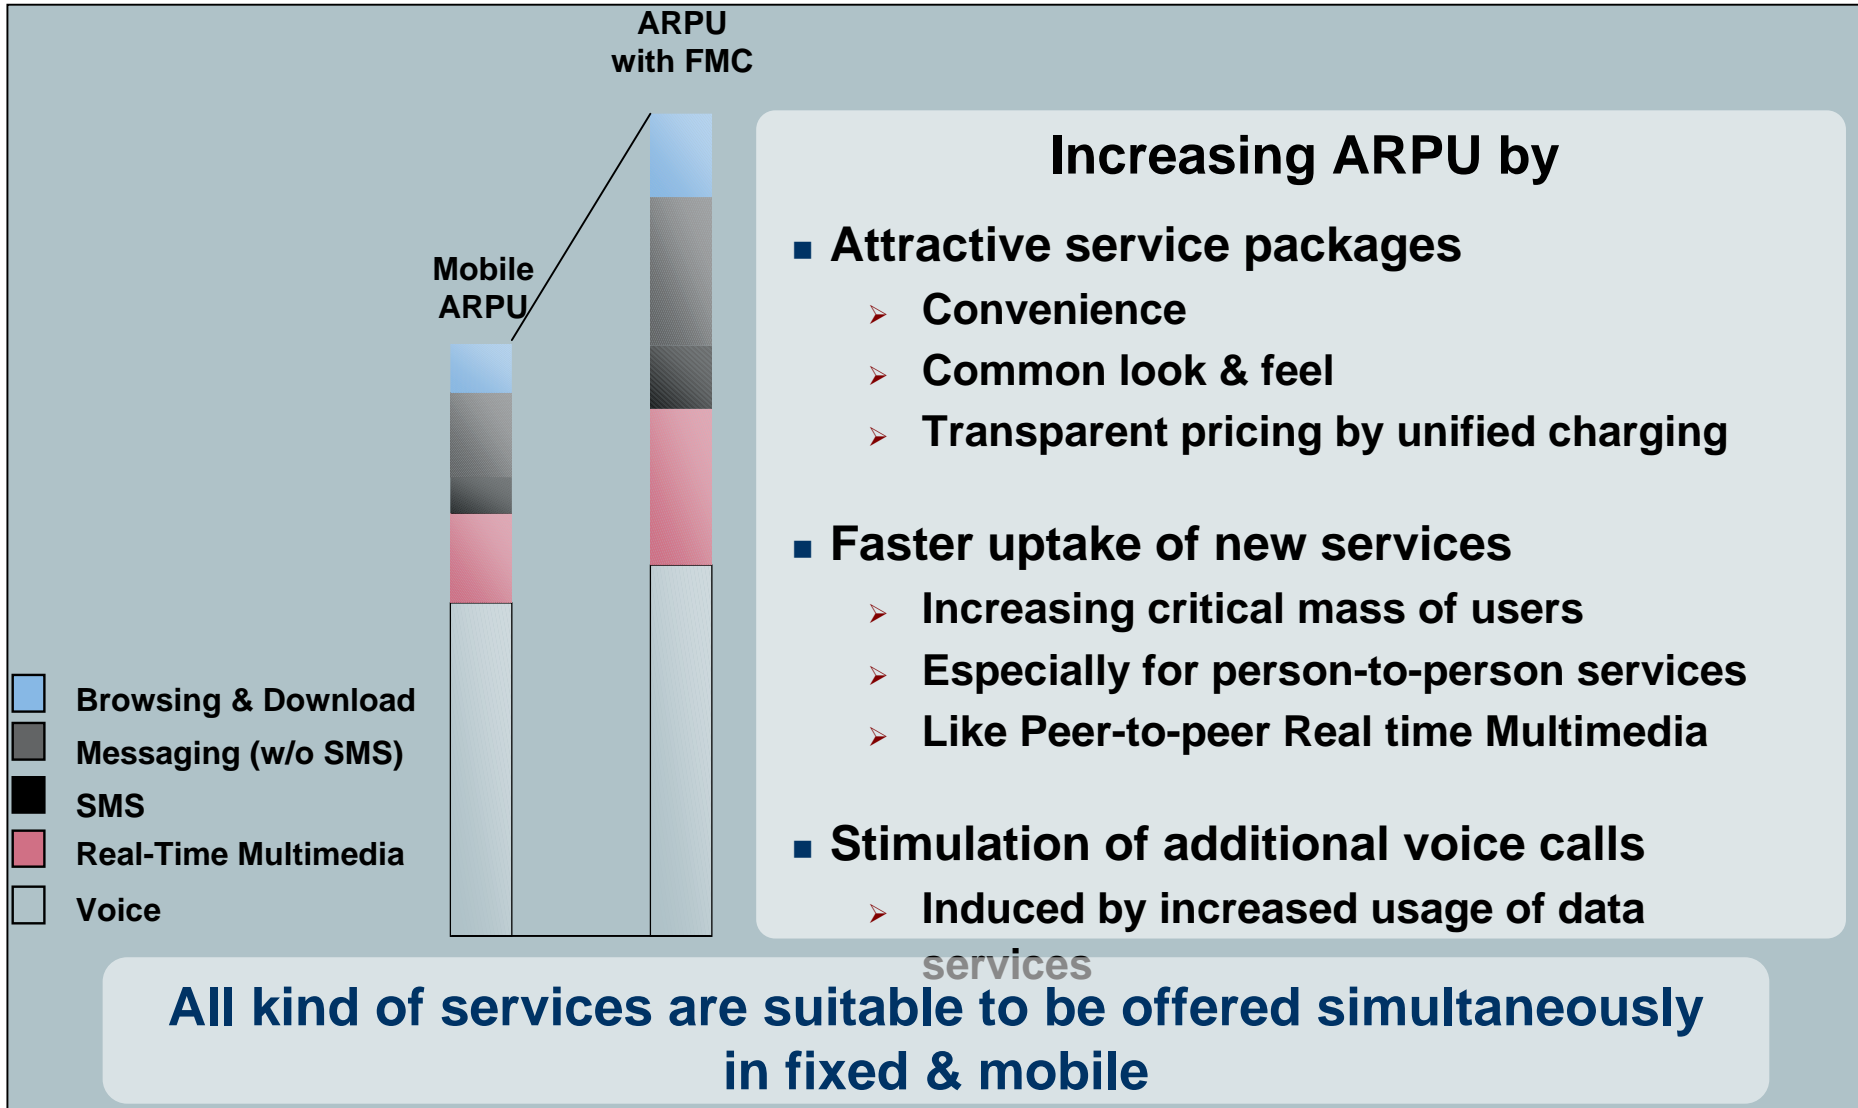 ARPU
with FMC
Mobile
ARPU
Browsing & Download
Messaging (w/o SMS)
SMS
Real-Time Multimedia
Voice
Increasing ARPU by
Attractive service packages
Convenience
Common look & feel
Transparent pricing by unified charging
Faster uptake of new services
Increasing critical mass of users
Especially for person-to-person services
Like Peer-to-peer Real time Multimedia
Stimulation of additional voice calls
Induced by increased usage of data
services
All kind of services are suitable to be offered simultaneously
in fixed & mobile